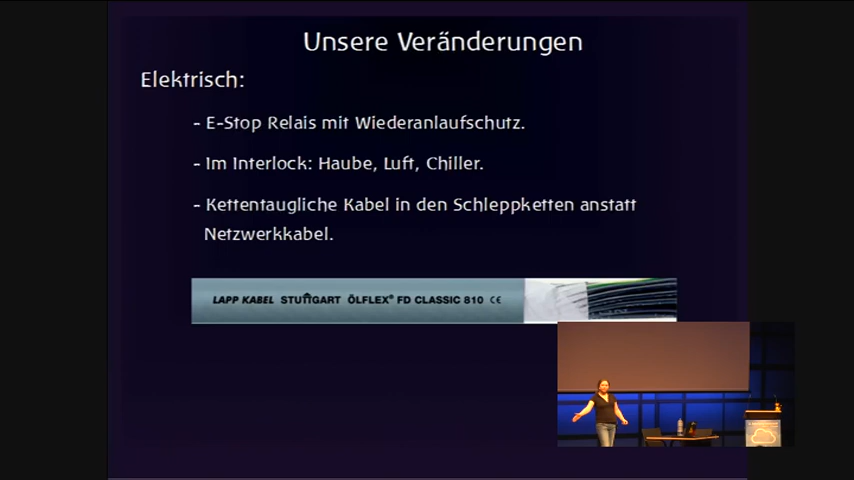 Unsere Veränderungen
Elektrisch:
- E-Stop Relais mit Wiederanlaufschutz.
- Im Interlock: Haube, Luft, Chiller.
- Kettentaugliche Kabel in den Schleppketten anstatt
Netzwerkkabel.
LAPP KABEL STUTTGART ÖLFLEX® FD CLASSIC 810 CE